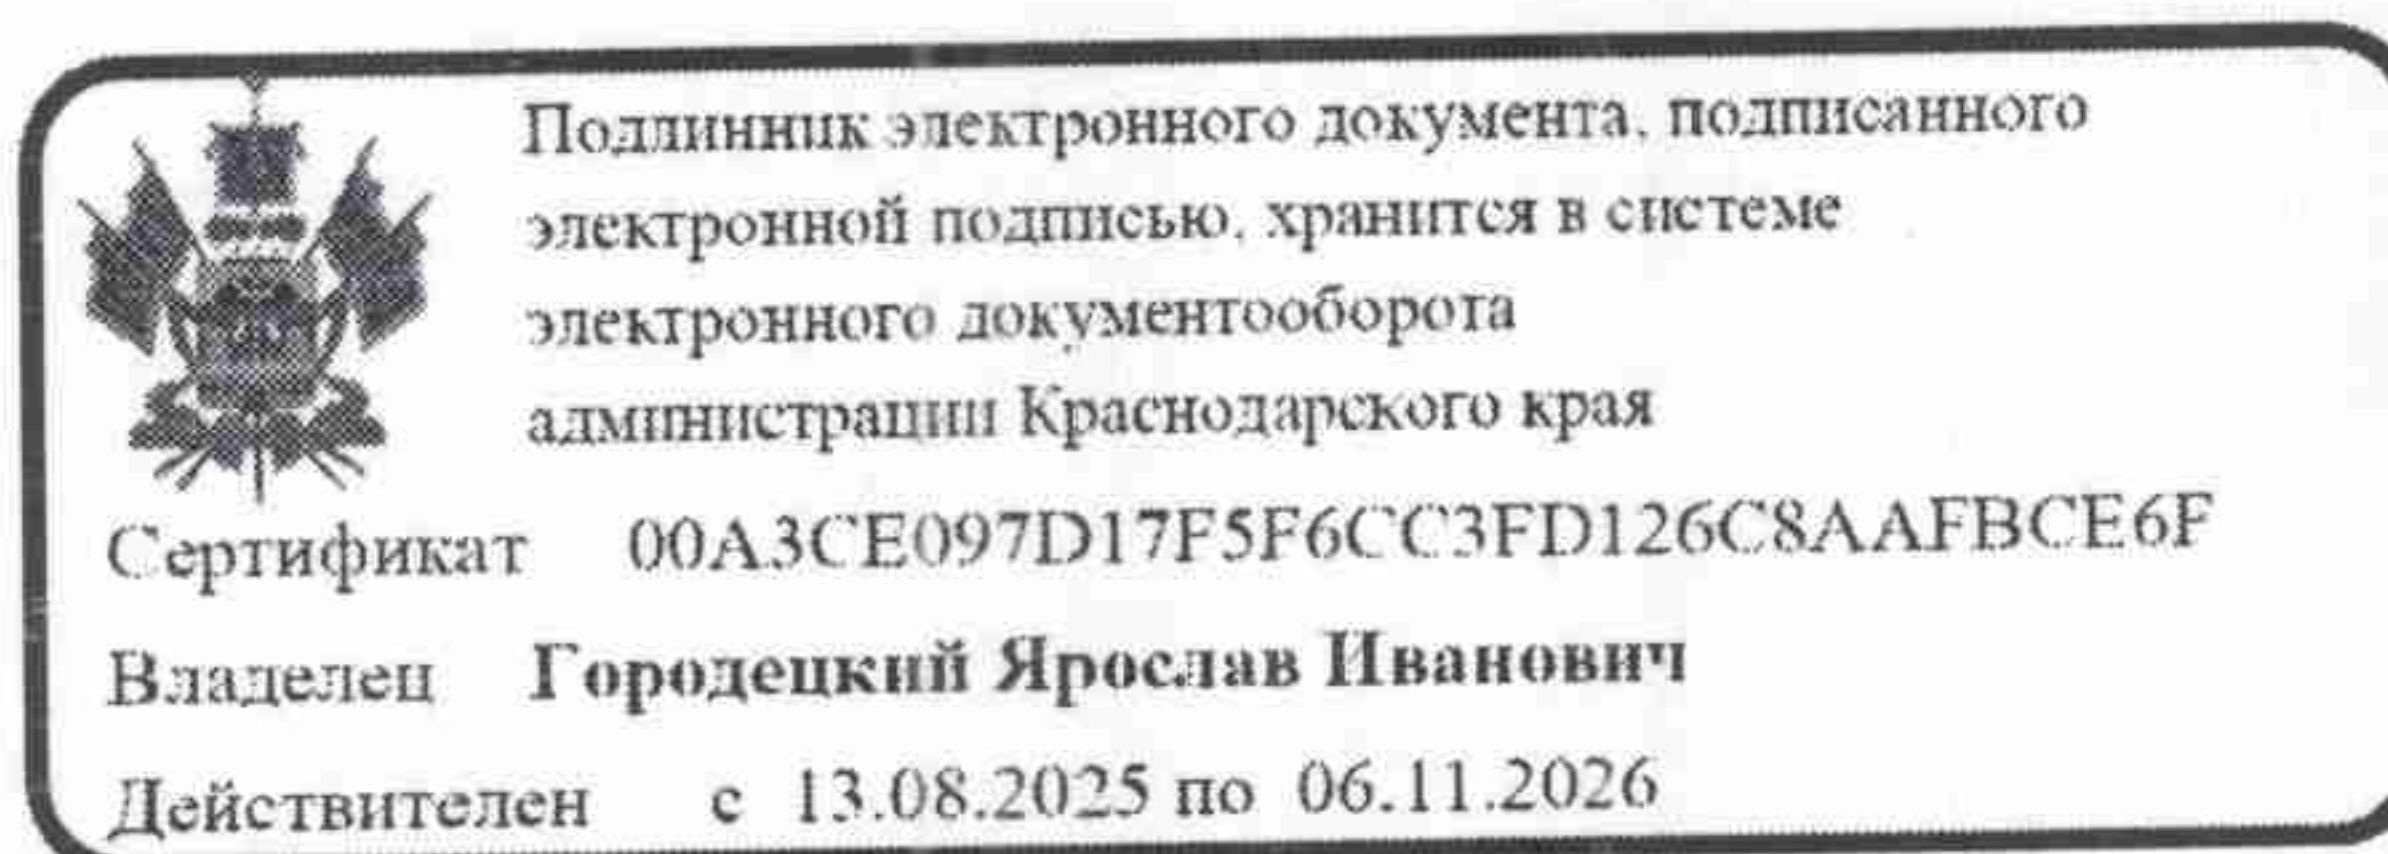 Подлинник электронного документа, подписанного
электронной подписью, хранится в системе
электронного документооборота
администрации Краснодарского края
Сертификат 00A3CE097D17F5F6CC3FD126C8AAFBCE6F
Владелец Городецкий Ярослав Иванович
Действителен с 13.08.2025 по 06.11.2026